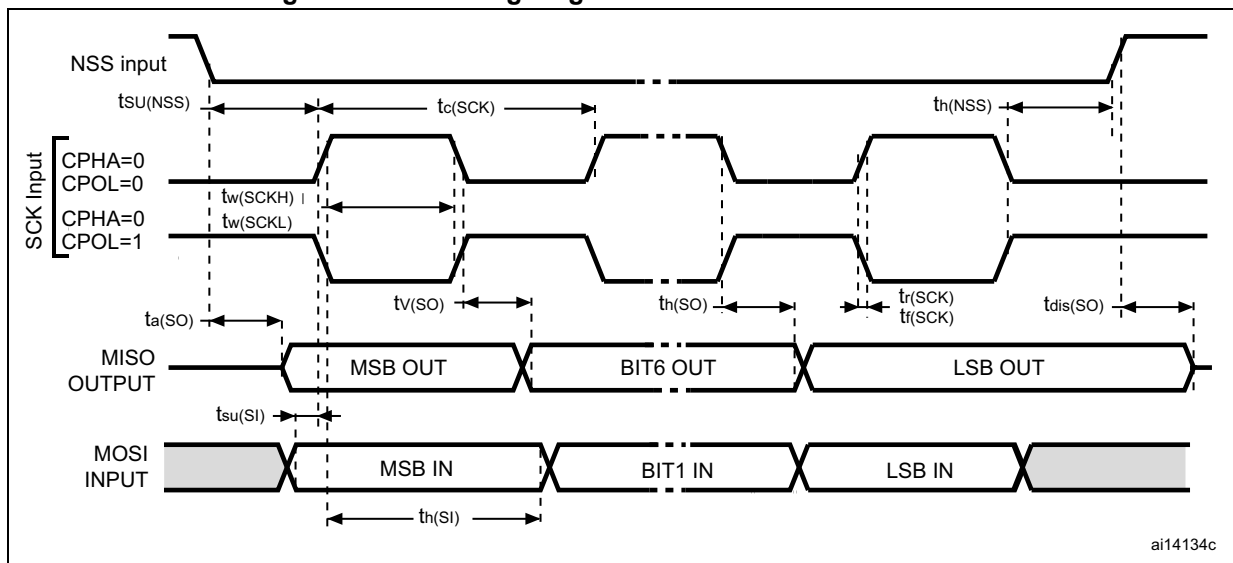 NSS input
tSU(NSS)
tc(SCK)
th(NSS)
SCK Input
CPHA=0
CPOL=0
tw(SCKH)
CPHA=0
tw(SCKL)
CPOL=1
tV(SO)
th(SO)
tr(SCK)
tf(SCK)
ta(SO)
tdis(SO)
MISO
OUTPUT
MSB OUT
BIT6 OUT
LSB OUT
tsu(SI)
MOSI
INPUT
MSB IN
BIT1 IN
LSB IN
th(SI)
ai14134c